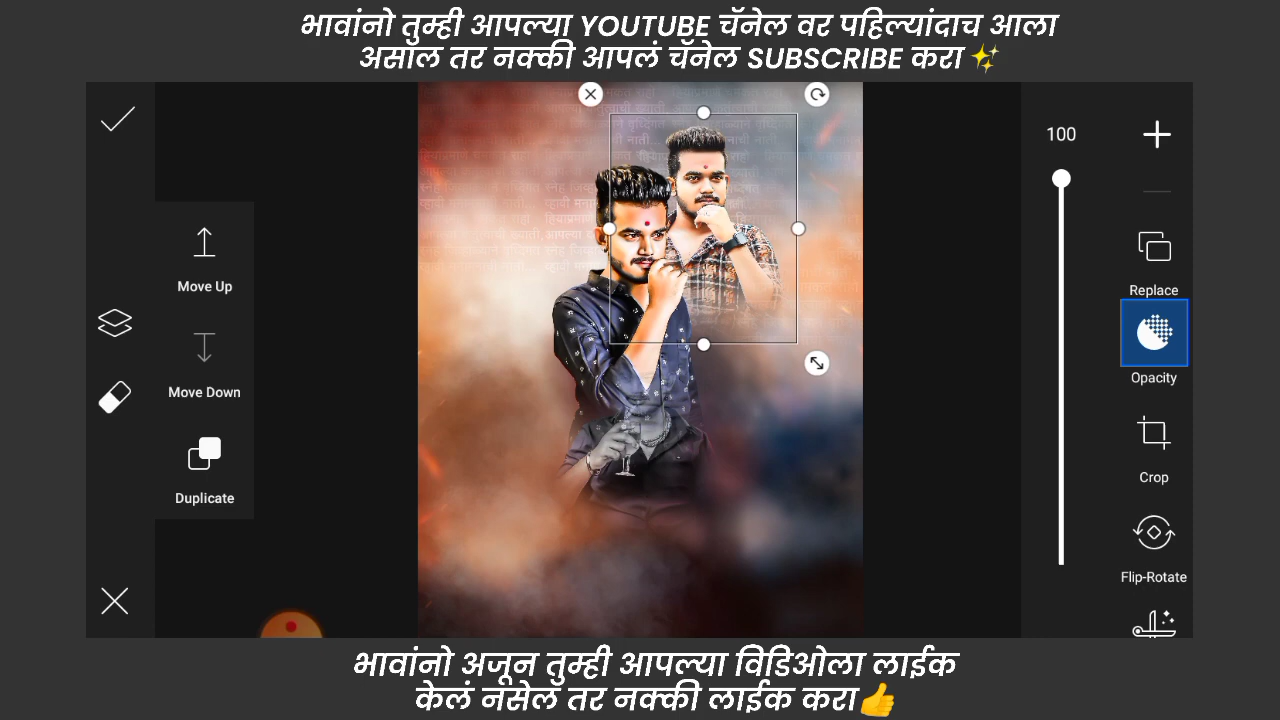 भावांनो तुम्ही आपल्या YOUTUBE चॅनेल वर पहिल्यांदाच आला
असाल तर नक्की आपलं चॅनेल SUBSCRIBE करा ✨
100
Move Up
Replace
Opacity
Move Down
Crop
Duplicate
Flip-Rotate
भावांनो अजून तुम्ही आपल्या विडिओला लाईक
केलं नसेल तर नक्की लाईक करा👍